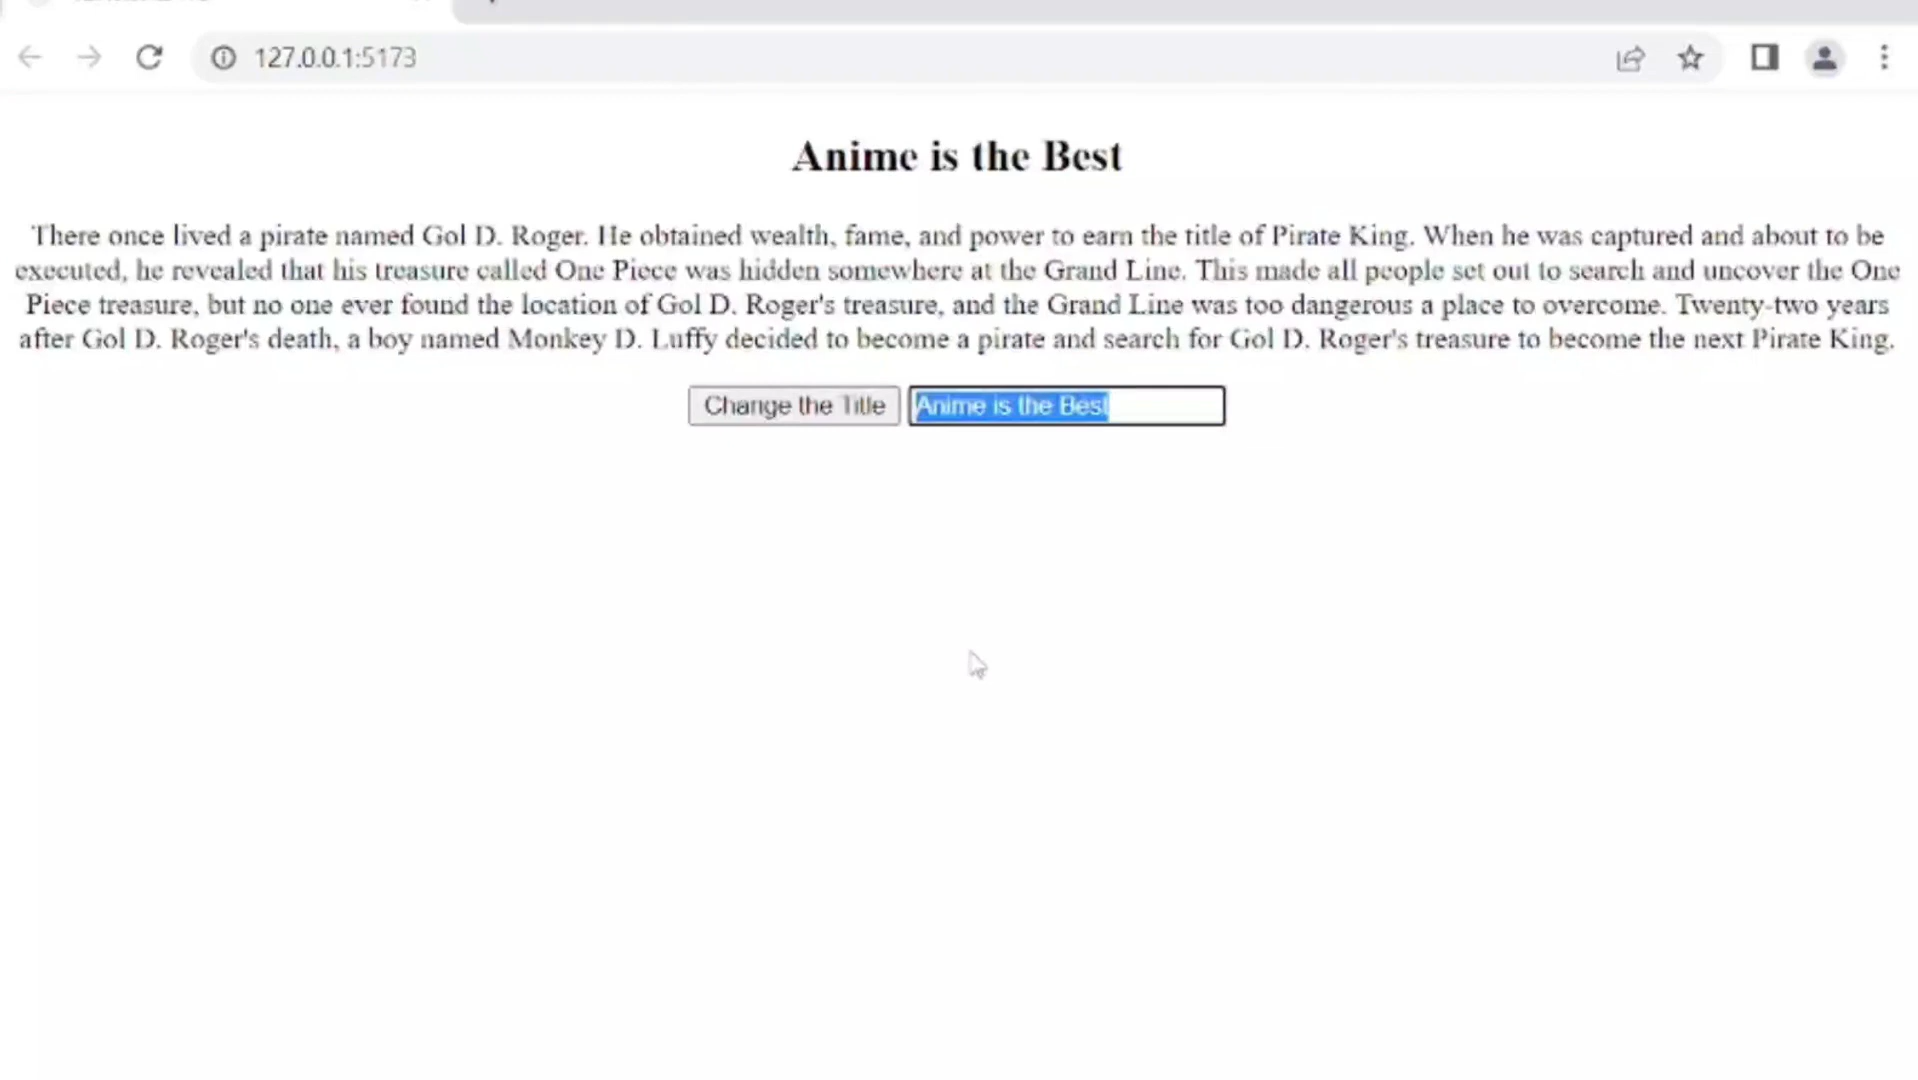 127.0.0.1:5173
Anime is the Best
There once lived a pirate named Gol D. Roger. He obtained wealth, fame, and power to earn the title of Pirate King. When he was captured and about to be
executed, he revealed that his treasure called One Piece was hidden somewhere at the Grand Line. This made all people set out to search and uncover the One
Piece treasure, but no one ever found the location of Gol D. Roger's treasure, and the Grand Line was too dangerous a place to overcome. Twenty-two years
after Gol D. Roger's death, a boy named Monkey D. Luffy decided to become a pirate and search for Gol D. Roger's treasure to become the next Pirate King.
Change the Title Anime is the Best